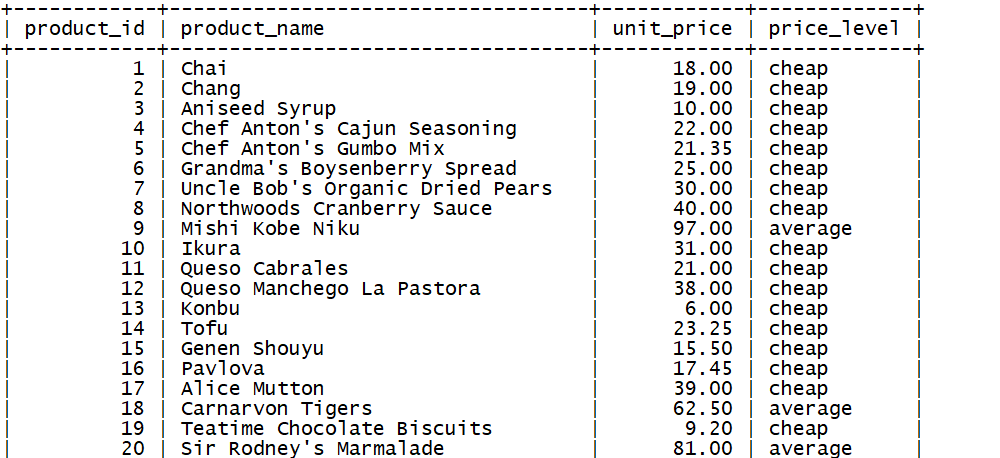 +------------+----------------------------------+------------+-------------+
| product_id | product_name                     | unit_price | price_level |
+------------+----------------------------------+------------+-------------+
|          1 | Chai                             |      18.00 | cheap       |
|          2 | Chang                            |      19.00 | cheap       |
|          3 | Aniseed Syrup                    |      10.00 | cheap       |
|          4 | Chef Anton's Cajun Seasoning     |      22.00 | cheap       |
|          5 | Chef Anton's Gumbo Mix           |      21.35 | cheap       |
|          6 | Grandma's Boysenberry Spread     |      25.00 | cheap       |
|          7 | Uncle Bob's Organic Dried Pears  |      30.00 | cheap       |
|          8 | Northwoods Cranberry Sauce       |      40.00 | cheap       |
|          9 | Mishi Kobe Niku                  |      97.00 | average     |
|         10 | Ikura                            |      31.00 | cheap       |
|         11 | Queso Cabrales                   |      21.00 | cheap       |
|         12 | Queso Manchego La Pastora        |      38.00 | cheap       |
|         13 | Konbu                            |       6.00 | cheap       |
|         14 | Tofu                             |      23.25 | cheap       |
|         15 | Genen Shouyu                     |      15.50 | cheap       |
|         16 | Pavlova                          |      17.45 | cheap       |
|         17 | Alice Mutton                     |      39.00 | cheap       |
|         18 | Carnarvon Tigers                 |      62.50 | average     |
|         19 | Teatime Chocolate Biscuits       |       9.20 | cheap       |
|         20 | Sir Rodney's Marmalade           |      81.00 | average     |